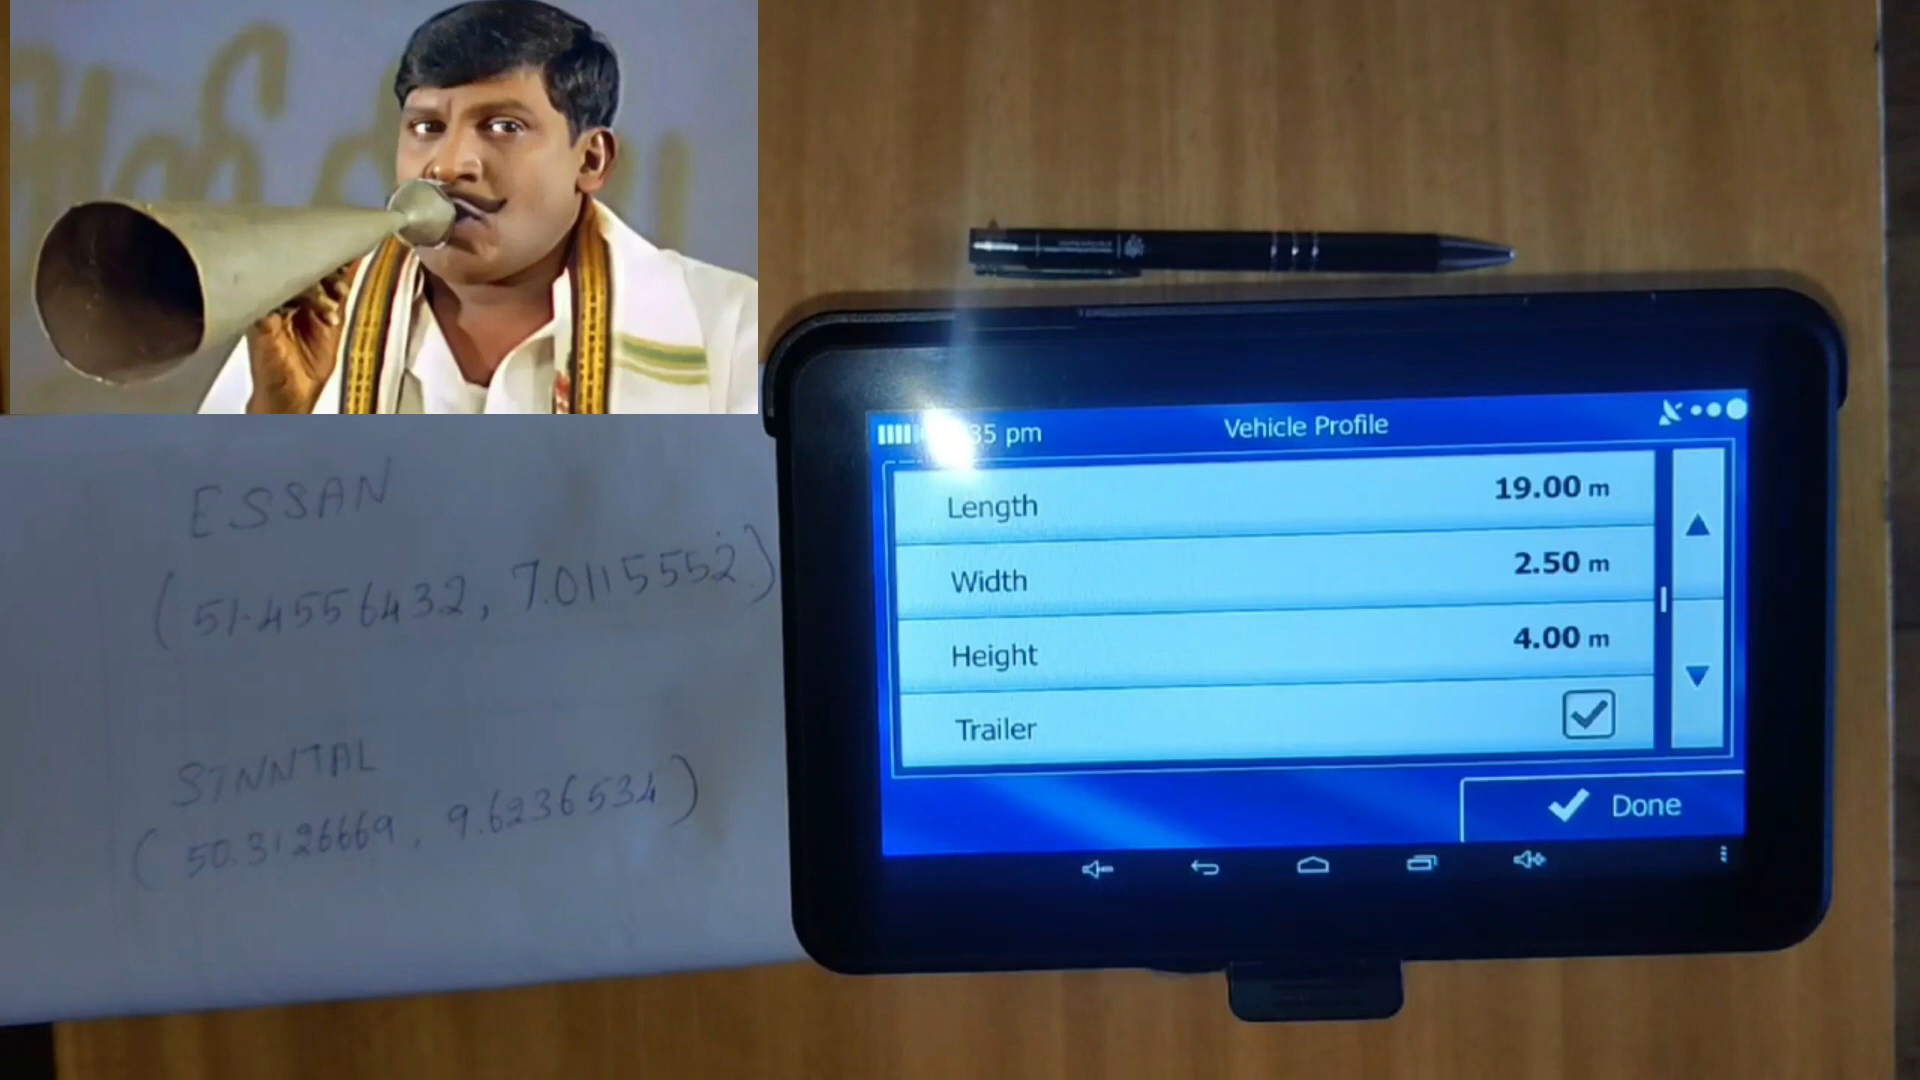 ESSAN
(51.4556432, 7.0115552)
STNNTAL
(50.3126669, 9.6236534)
35 pm
Vehicle Profile
Length 19.00 m
Width 2.50 m
Height 4.00 m
Trailer
Done